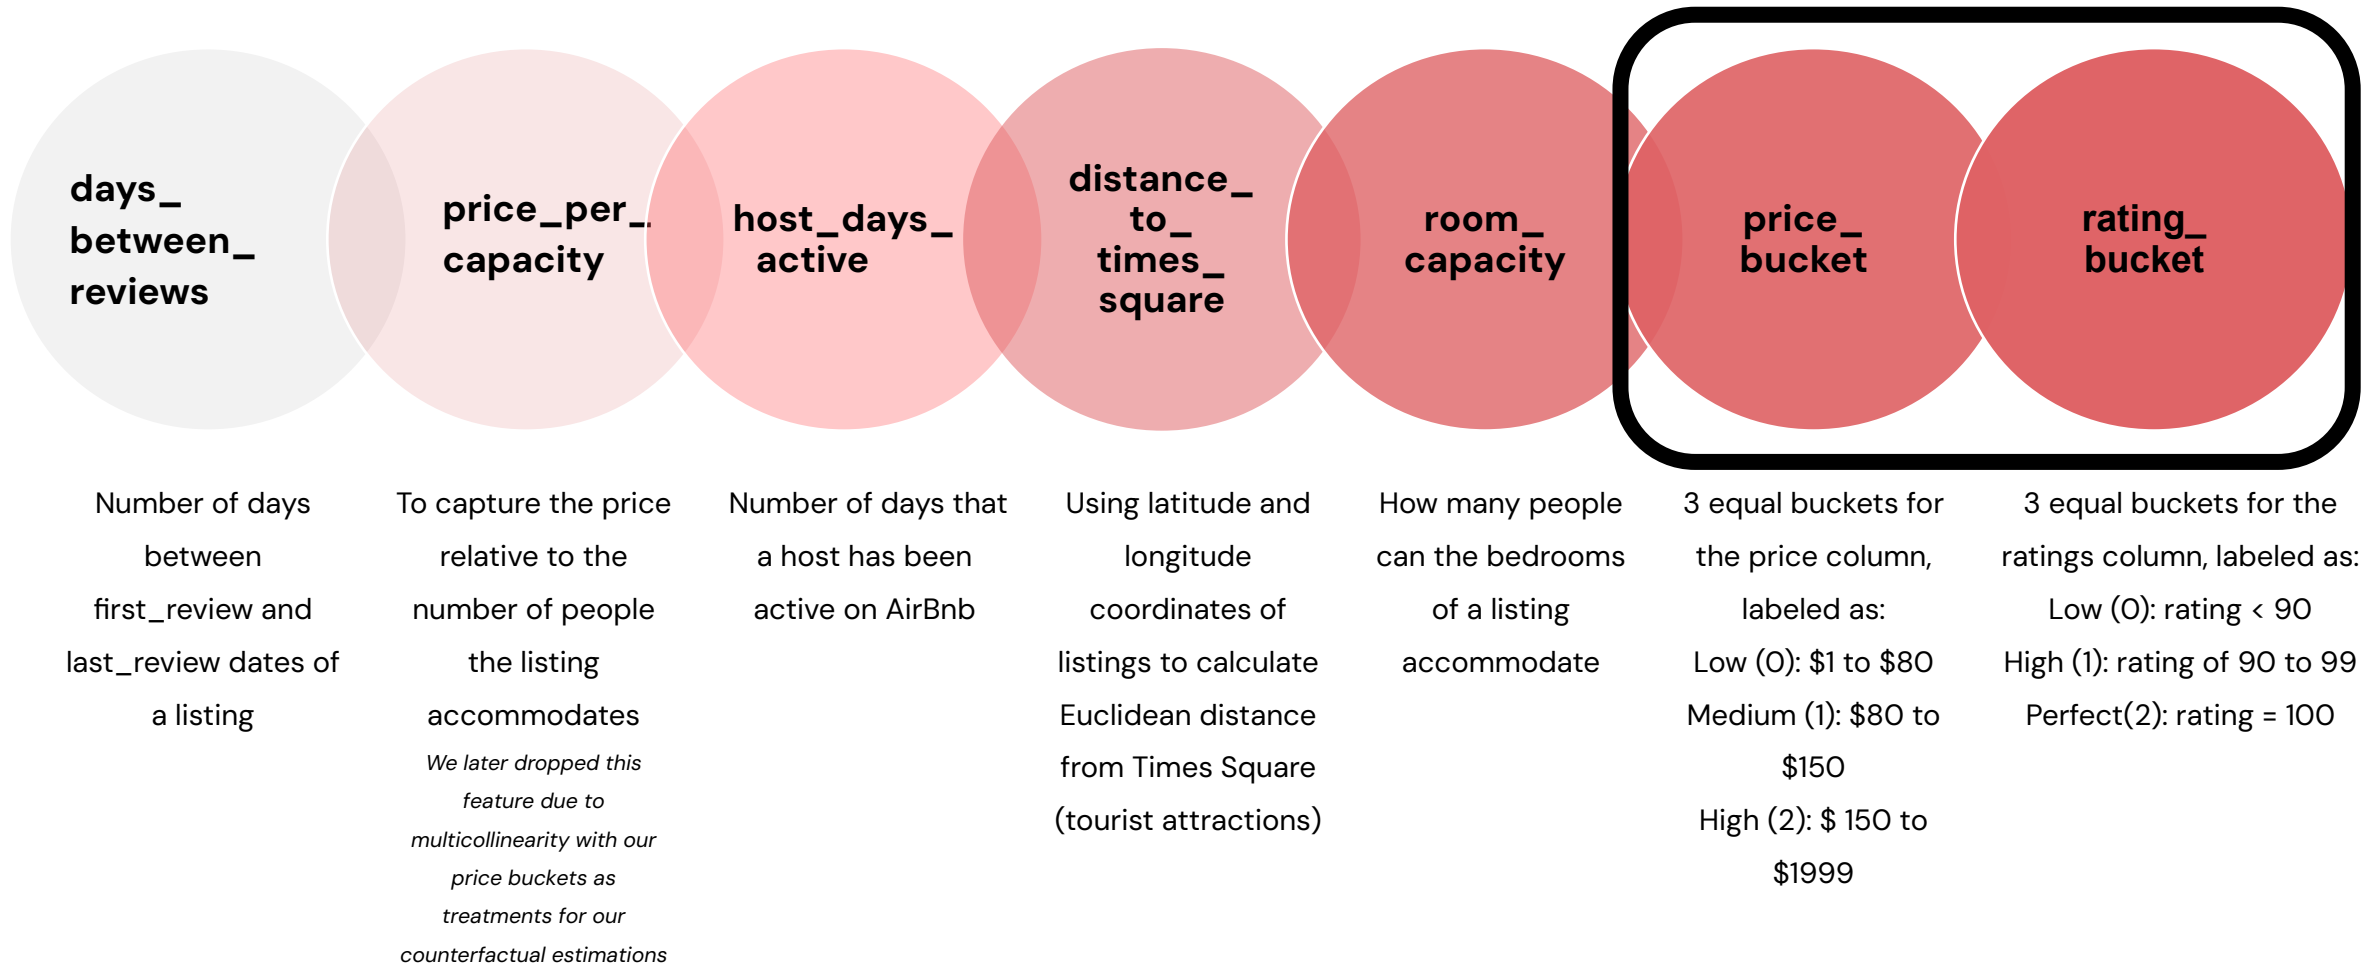 days_
between_
reviews
price_per_
capacity
host_days_
active
distance_
to_
times_
square
room_
capacity
price_
bucket
rating_
bucket
Number of days
between
first_review and
last_review dates of
a listing
To capture the price
relative to the
number of people
the listing
accommodates
We later dropped this
feature due to
multicollinearity with our
price buckets as
treatments for our
counterfactual estimations
Number of days that
a host has been
active on AirBnb
Using latitude and
longitude
coordinates of
listings to calculate
Euclidean distance
from Times Square
(tourist attractions)
How many people
can the bedrooms
of a listing
accommodate
3 equal buckets for
the price column,
labeled as:
Low (0): $1 to $80
Medium (1): $80 to
$150
High (2): $ 150 to
$1999
3 equal buckets for the
ratings column, labeled as:
Low (0): rating < 90
High (1): rating of 90 to 99
Perfect(2): rating = 100